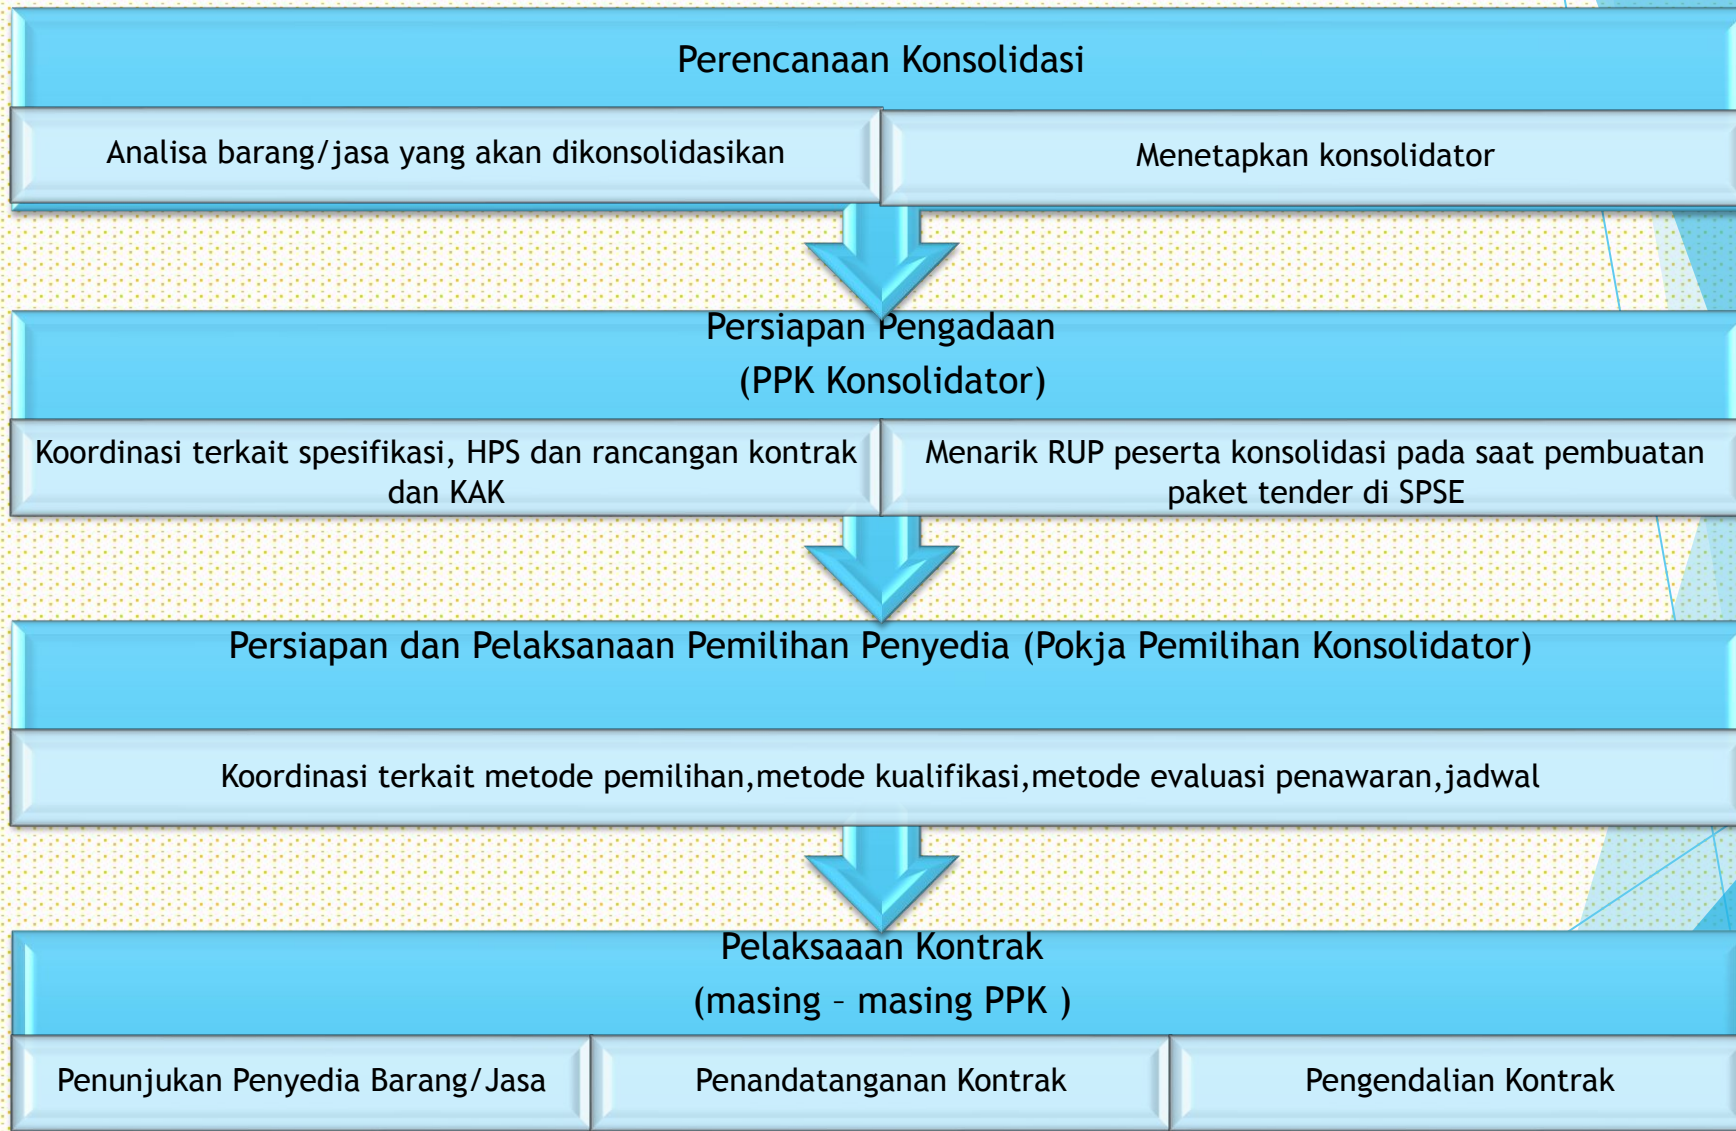 Perencanaan Konsolidasi
Analisa barang/jasa yang akan dikonsolidasikan
Menetapkan konsolidator
Persiapan Pengadaan
(PPK Konsolidator)
Koordinasi terkait spesifikasi, HPS dan rancangan kontrak
dan KAK
Menarik RUP peserta konsolidasi pada saat pembuatan
paket tender di SPSE
Persiapan dan Pelaksanaan Pemilihan Penyedia (Pokja Pemilihan Konsolidator)
Koordinasi terkait metode pemilihan,metode kualifikasi,metode evaluasi penawaran,jadwal
Pelaksaaan Kontrak
(masing – masing PPK )
Penunjukan Penyedia Barang/Jasa
Penandatanganan Kontrak
Pengendalian Kontrak